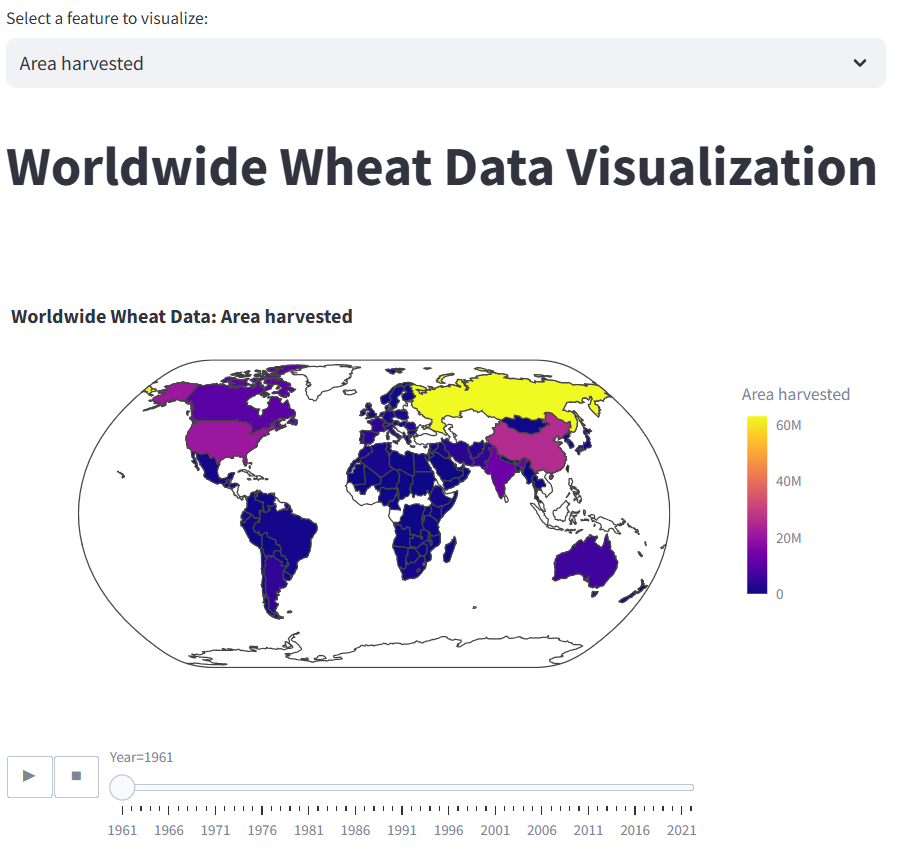 Select a feature to visualize:
Area harvested
Worldwide Wheat Data Visualization
Worldwide Wheat Data: Area harvested
Area harvested
60M
40M
20M
0
Year=1961
1961 1966 1971 1976 1981 1986 1991 1996 2001 2006 2011 2016 2021